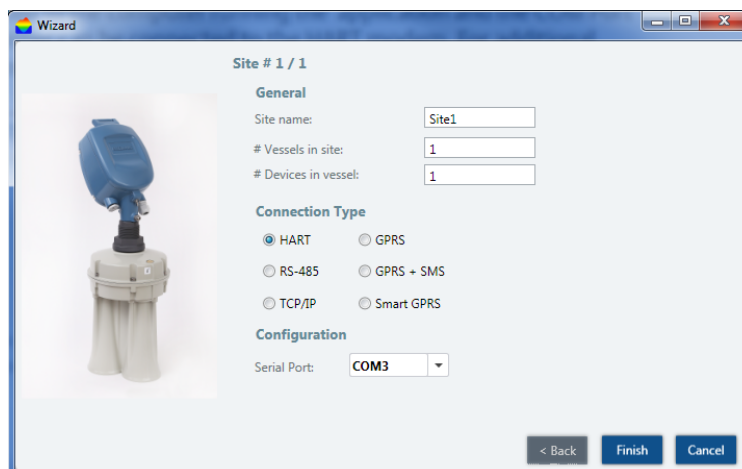 Wizard
Site # 1 / 1
General
Site name: Site1
# Vessels in site: 1
# Devices in vessel: 1
Connection Type
HART GPRS
RS-485 GPRS + SMS
TCP/IP Smart GPRS
Configuration
Serial Port: COM3
< Back Finish Cancel